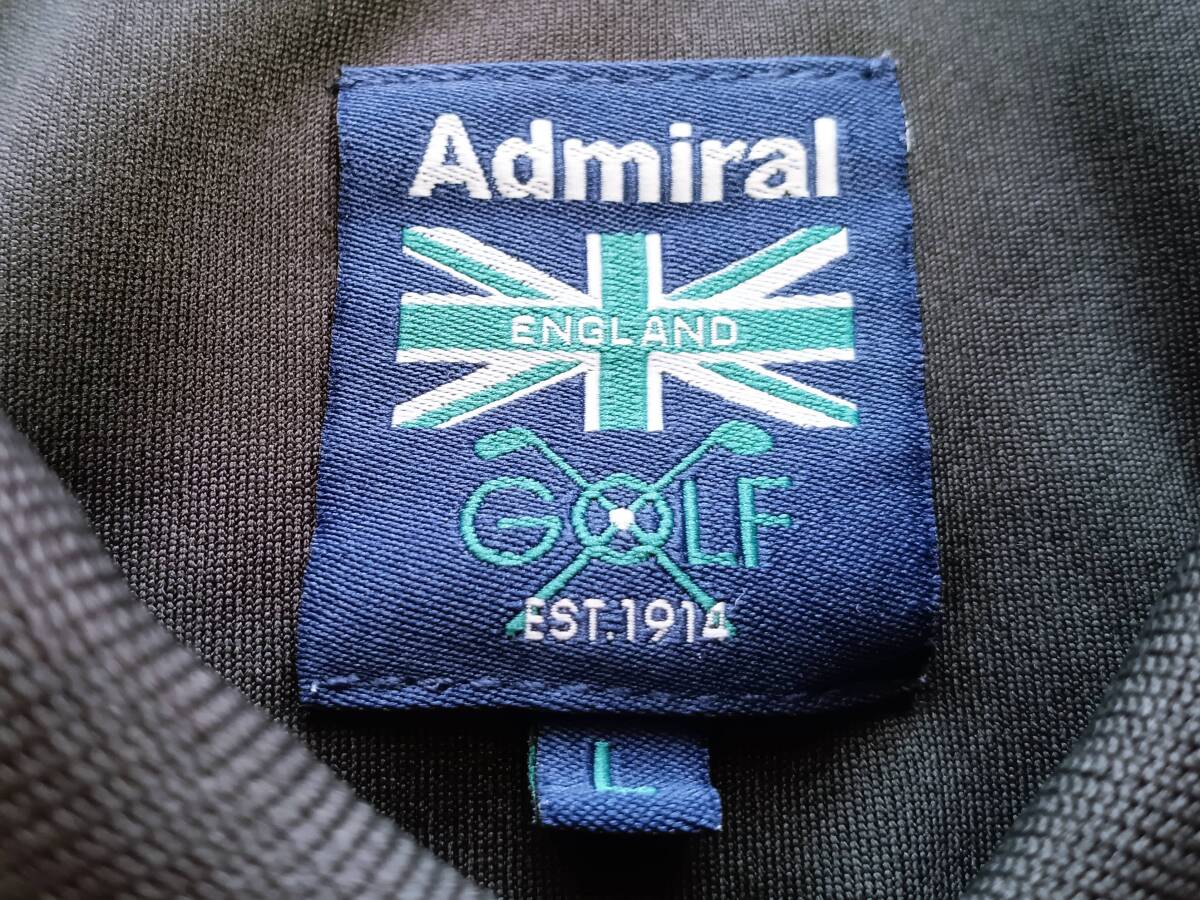 Admiral
ENGLAND
GOLF
EST.1914
L